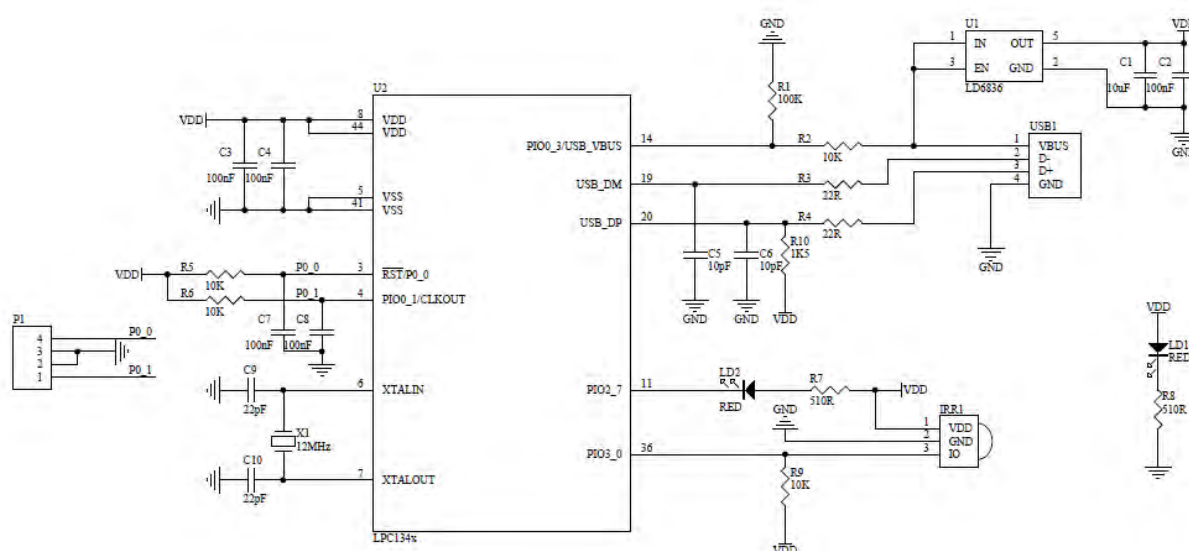 U2
VDD
C3
C4
100nF
100nF
8
VDD
44
VDD
5
VSS
41
VSS
VDD
R5
10K
P0_0
3
RST/P0_0
R6
10K
P0_1
4
PIO0_1/CLKOUT
C7
C8
100nF
100nF
P1
4
P0_0
3
2
1
P0_1
C9
22pF
6
XTALIN
X1
12MHz
C10
22pF
7
XTALOUT
LPC134x
PIO0_3/USB_VBUS
14
USB_DM
19
USB_DP
20
PIO2_7
11
PIO3_0
36
GND
R1
100K
R2
10K
R3
22R
R4
22R
C5
10pF
C6
10pF
R10
1K5
GND
GND
VDD
U1
1
IN
OUT
5
3
EN
GND
2
LD6836
C1
10uF
C2
100nF
USB1
1
VBUS
2
D-
3
D+
4
GND
GND
LD2
RED
R7
510R
VDD
GND
IRR1
1
VDD
2
GND
3
IO
R9
10K
VDD
VDD
LD1
RED
R8
510R